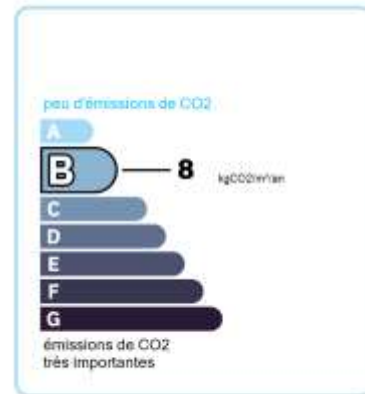 peu d'émissions de CO2
A
B 8 kgCO2/m²/an
C
D
E
F
G
émissions de CO2
très importantes